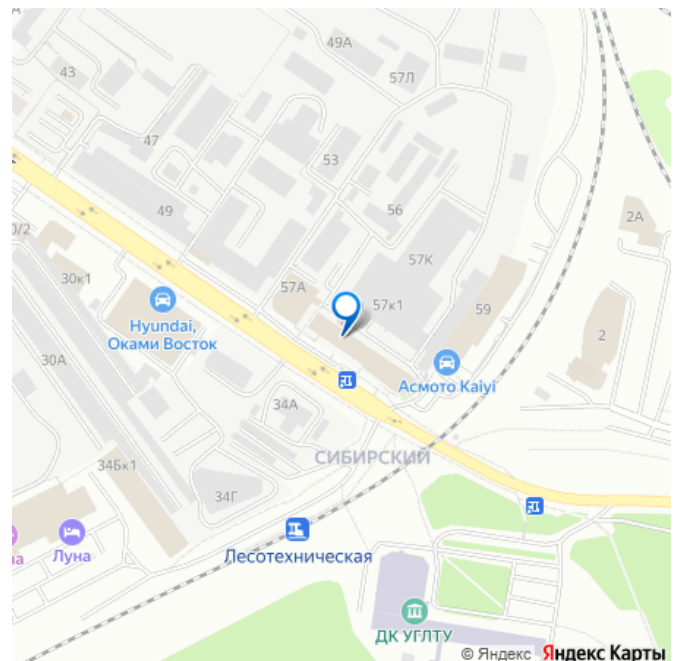 49А
43
57Л
47
53
49
56
2А
0/2
30к1
57К
57А
57к1
59
Hyundai,
Оками Восток
2
30А
Асмото Kaiyi
34А
СИБИРСКИЙ
34Бк1
34Г
Луна
на
Лесотехническая
ДК УГЛТУ
© Яндекс Яндекс Карты